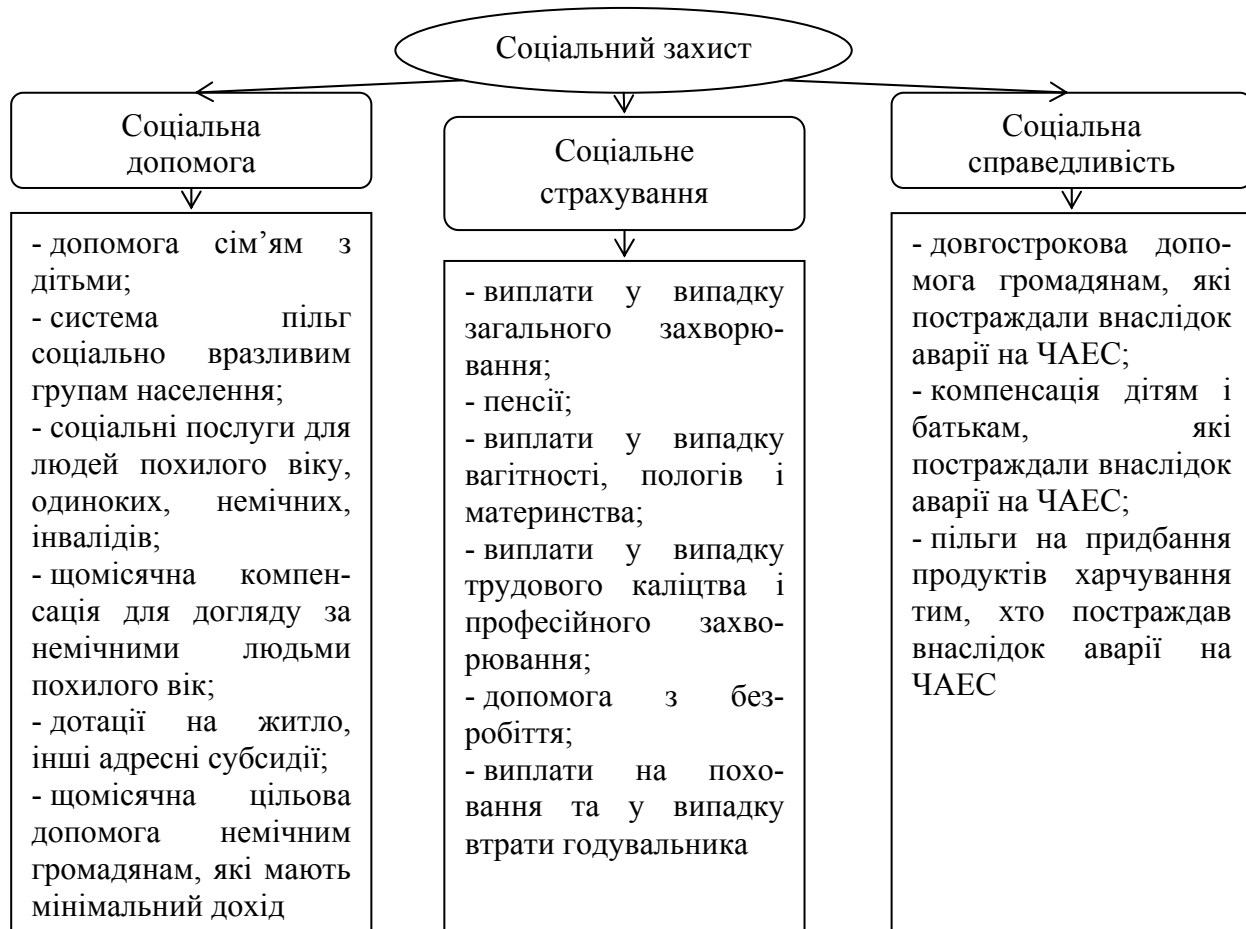 Соціальний захист
Соціальна
допомога
- допомога сім’ям з
дітьми;
- система пільг
соціально вразливим
групам населення;
- соціальні послуги для
людей похилого віку,
одиноких, немічних,
інвалідів;
- щомісячна компен-
сація для догляду за
немічними людьми
похилого вік;
- дотації на житло,
інші адресні субсидії;
- щомісячна цільова
допомога немічним
громадянам, які мають
мінімальний дохід
Соціальне
страхування
- виплати у випадку
загального захворю-
вання;
- пенсії;
- виплати у випадку
вагітності, пологів і
материнства;
- виплати у випадку
трудового каліцтва і
професійного захво-
рювання;
- допомога з без-
робіття;
- виплати на похо-
вання та у випадку
втрати годувальника
Соціальна
справедливість
- довгострокова допо-
мога громадянам, які
постраждали внаслідок
аварії на ЧАЕС;
- компенсація дітям і
батькам, які
постраждали внаслідок
аварії на ЧАЕС;
- пільги на придбання
продуктів харчування
тим, хто постраждав
внаслідок аварії на
ЧАЕС